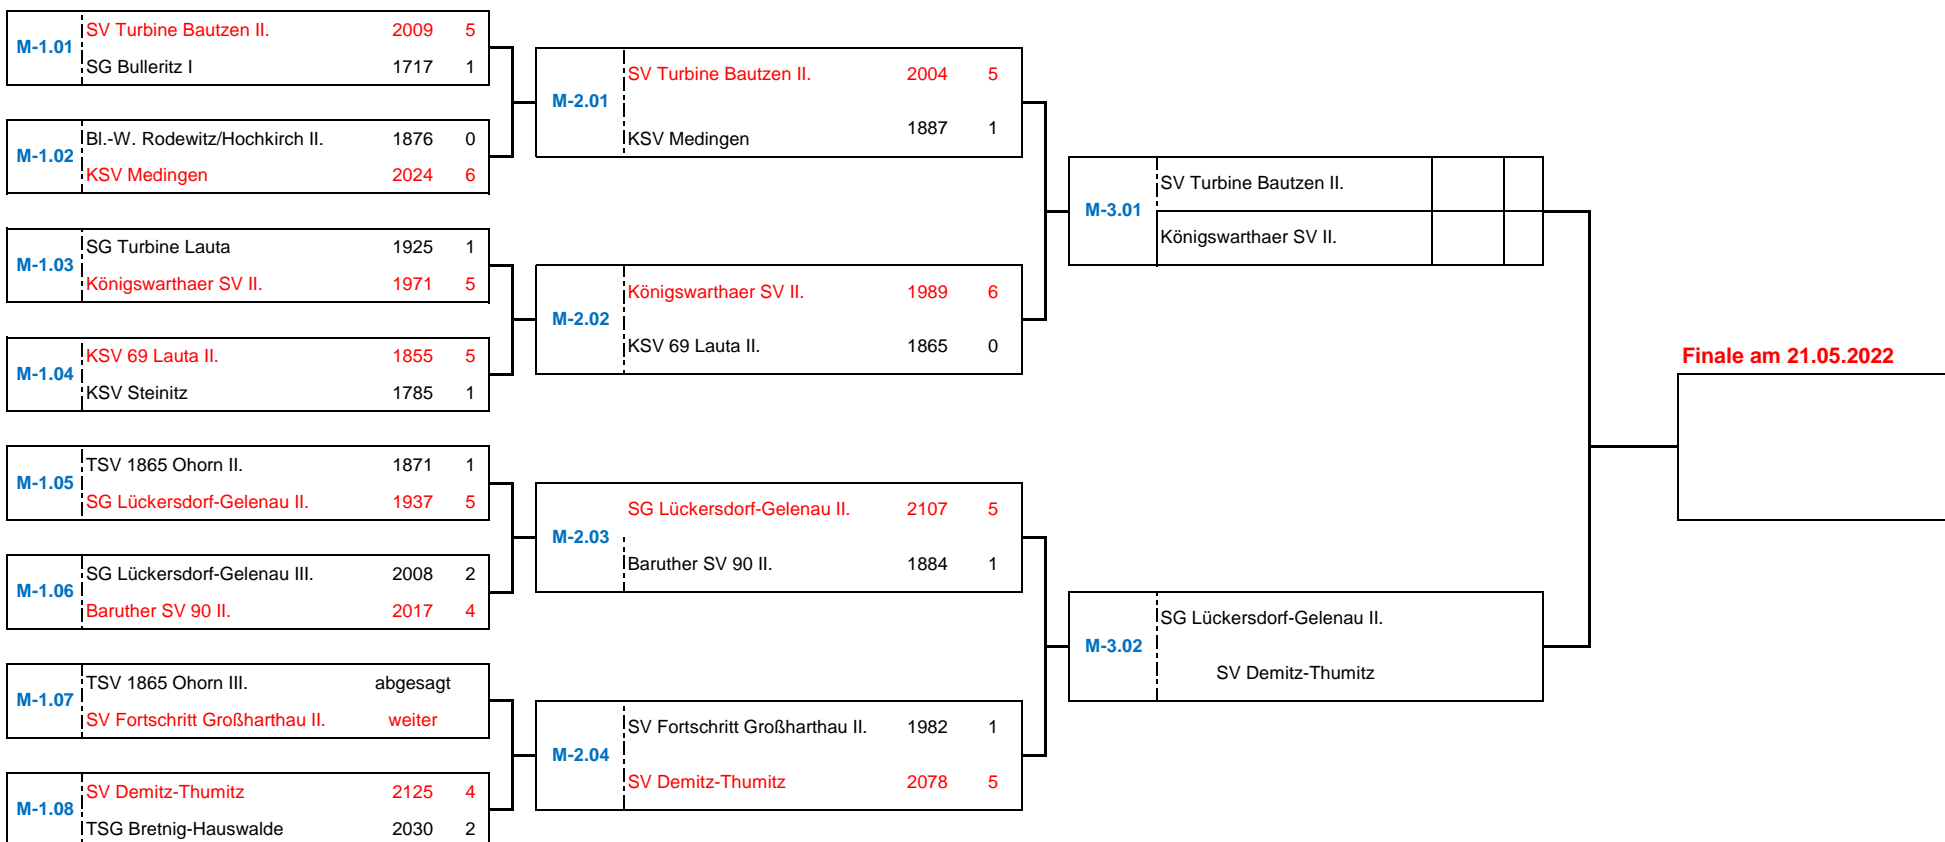 M-1.01
SV Turbine Bautzen II. 2009 5
SG Bulleritz I 1717 1
M-1.02
Bl.-W. Rodewitz/Hochkirch II. 1876 0
KSV Medingen 2024 6
M-1.03
SG Turbine Lauta 1925 1
Königswarthaer SV II. 1971 5
M-1.04
KSV 69 Lauta II. 1855 5
KSV Steinitz 1785 1
M-1.05
TSV 1865 Ohorn II. 1871 1
SG Lückersdorf-Gelenau II. 1937 5
M-1.06
SG Lückersdorf-Gelenau III. 2008 2
Baruther SV 90 II. 2017 4
M-1.07
TSV 1865 Ohorn III. abgesagt
SV Fortschritt Großharthau II. weiter
M-1.08
SV Demitz-Thumitz 2125 4
TSG Bretnig-Hauswalde 2030 2
M-2.01
SV Turbine Bautzen II. 2004 5
KSV Medingen 1887 1
M-2.02
Königswarthaer SV II. 1989 6
KSV 69 Lauta II. 1865 0
M-2.03
SG Lückersdorf-Gelenau II. 2107 5
Baruther SV 90 II. 1884 1
M-2.04
SV Fortschritt Großharthau II. 1982 1
SV Demitz-Thumitz 2078 5
M-3.01
SV Turbine Bautzen II.
Königswarthaer SV II.
M-3.02
SG Lückersdorf-Gelenau II.
SV Demitz-Thumitz
Finale am 21.05.2022